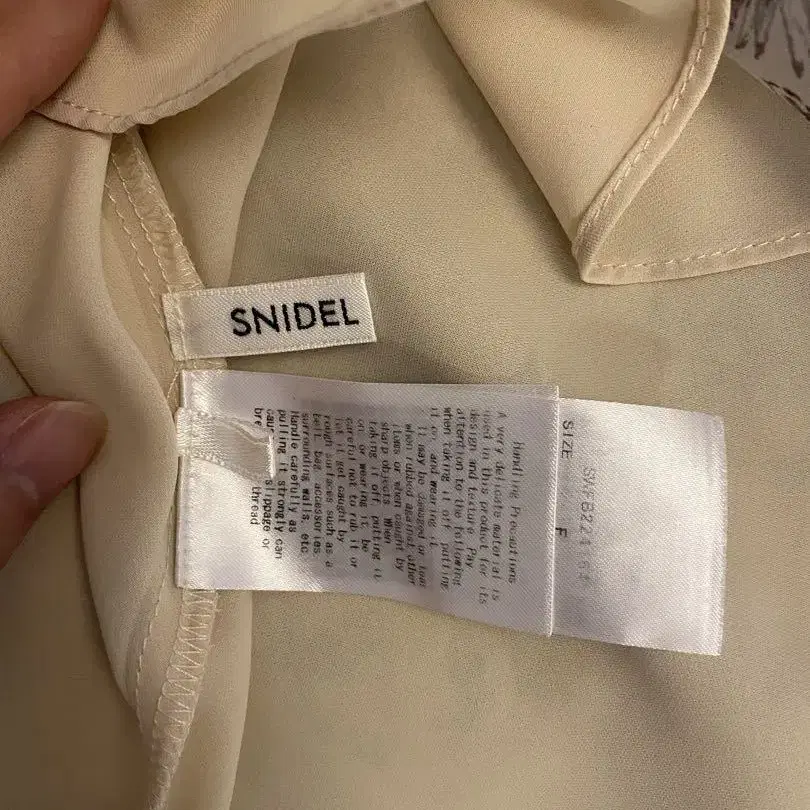 SNIDEL
Handling Precautions
A very delicate material is
used in this product for its
design and texture. Pay
attention to the following
when taking it off, putting
it on, and wearing it.
It may be damaged or torn
when rubbed against other
items or when caught by
sharp objects. When
taking it off, putting it
on, or wearing it, be
careful not to rub it or
let it get caught by
rough surfaces such as a
belt, bag, accessories,
surrounding walls, etc.
Handle carefully as
pulling it strongly can
slippage or
thread
SIZE F